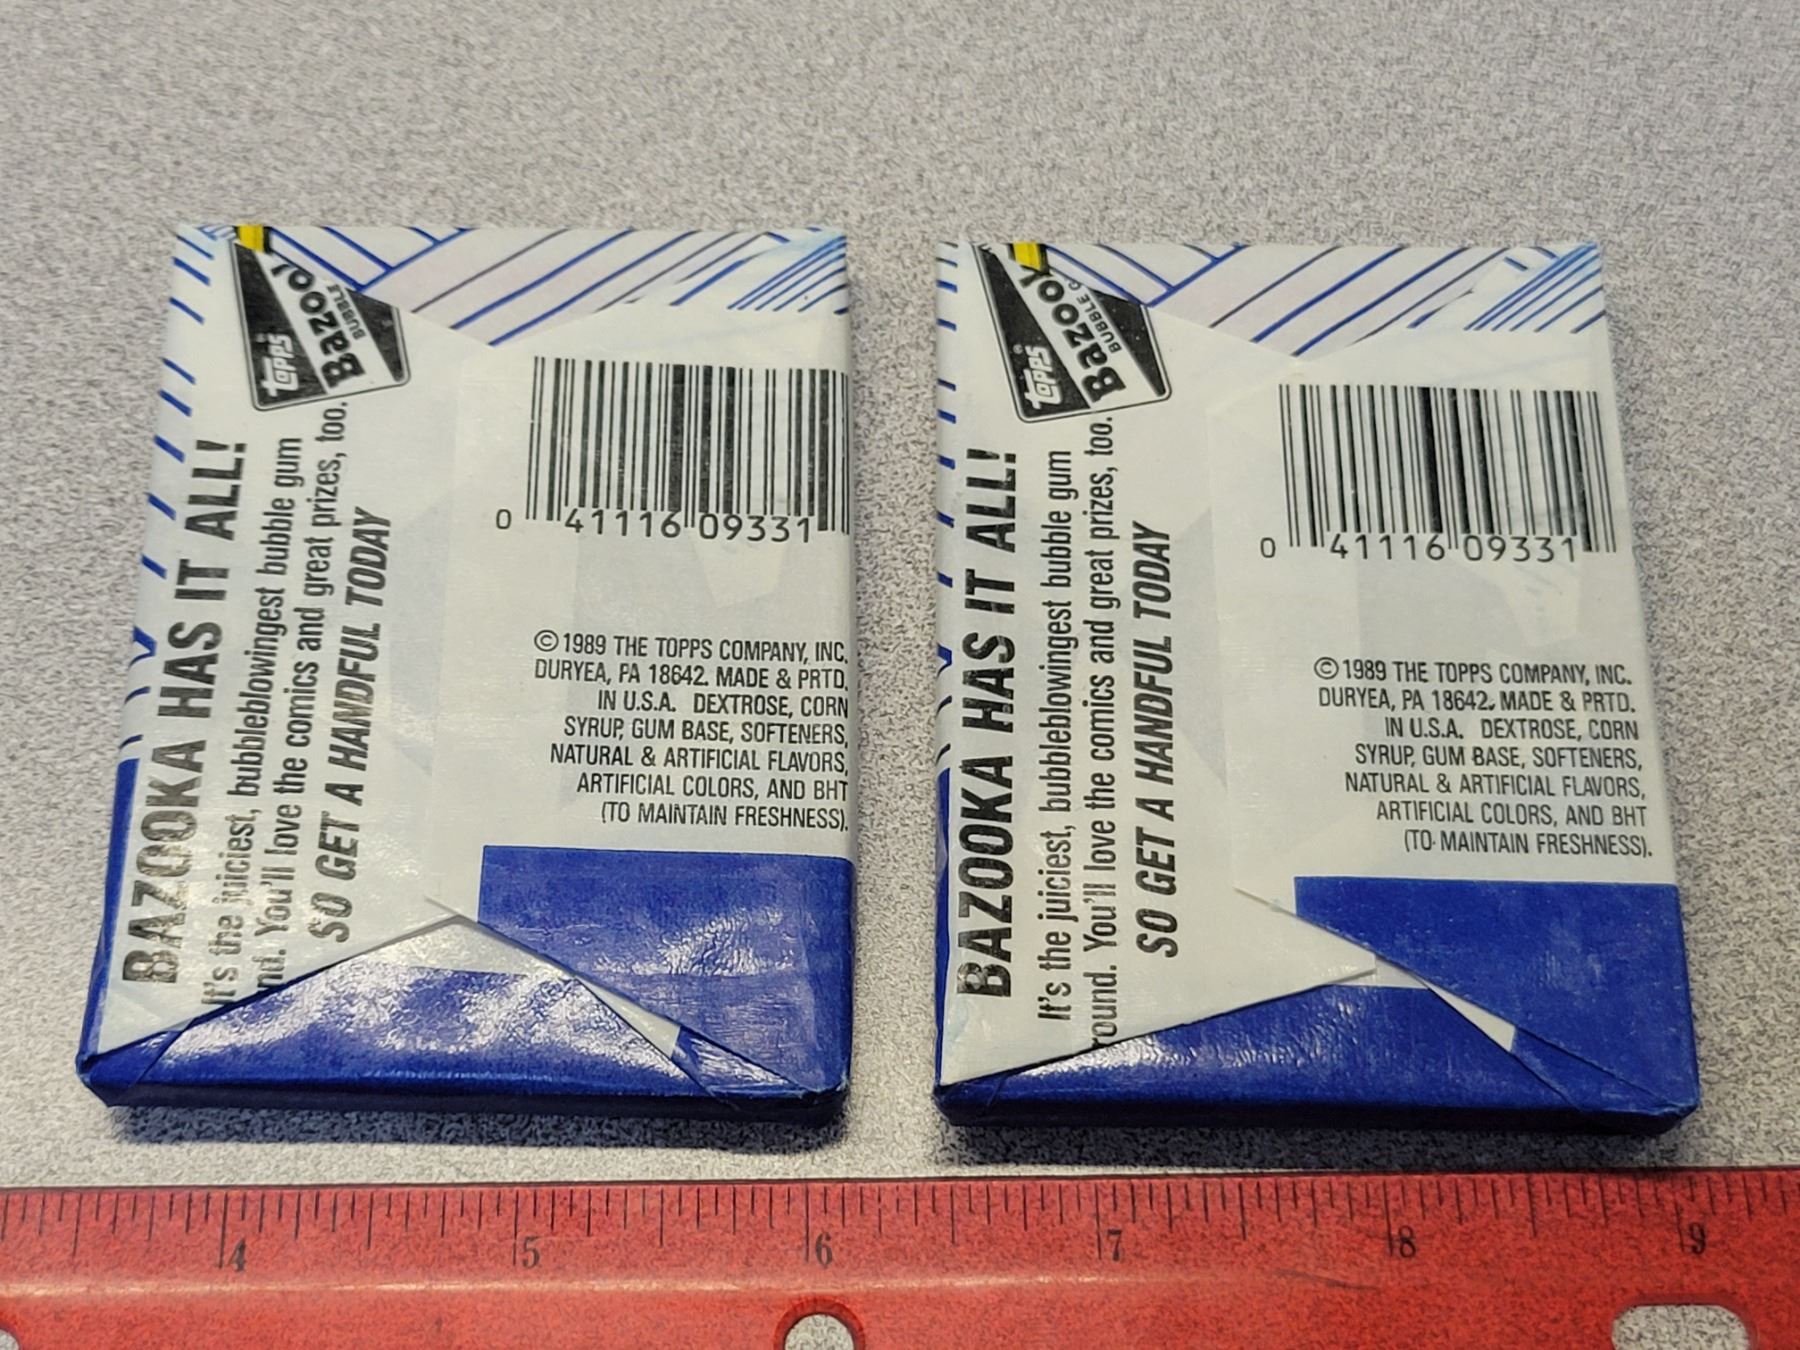 TOPPS
Bazook
BUBBLE
BAZOOKA HAS IT ALL!
It's the juiciest, bubbleblowingest bubble gum
You'll love the comics and great prizes, too.
SO GET A HANDFUL TODAY
0 41116 09331
© 1989 THE TOPPS COMPANY, INC.
DURYEA, PA 18642. MADE & PRTD.
IN U.S.A. DEXTROSE, CORN
SYRUP, GUM BASE, SOFTENERS,
NATURAL & ARTIFICIAL FLAVORS,
ARTIFICIAL COLORS, AND BHT
(TO MAINTAIN FRESHNESS).
TOPPS®
Bazook
BUBBLE G
BAZOOKA HAS IT ALL!
It's the juiciest, bubbleblowingest bubble gum
round. You'll love the comics and great prizes, too.
SO GET A HANDFUL TODAY
0 41116 09331
© 1989 THE TOPPS COMPANY, INC.
DURYEA, PA 18642. MADE & PRTD.
IN U.S.A. DEXTROSE, CORN
SYRUP, GUM BASE, SOFTENERS,
NATURAL & ARTIFICIAL FLAVORS,
ARTIFICIAL COLORS, AND BHT
(TO MAINTAIN FRESHNESS).
4 5 6 7 8 9